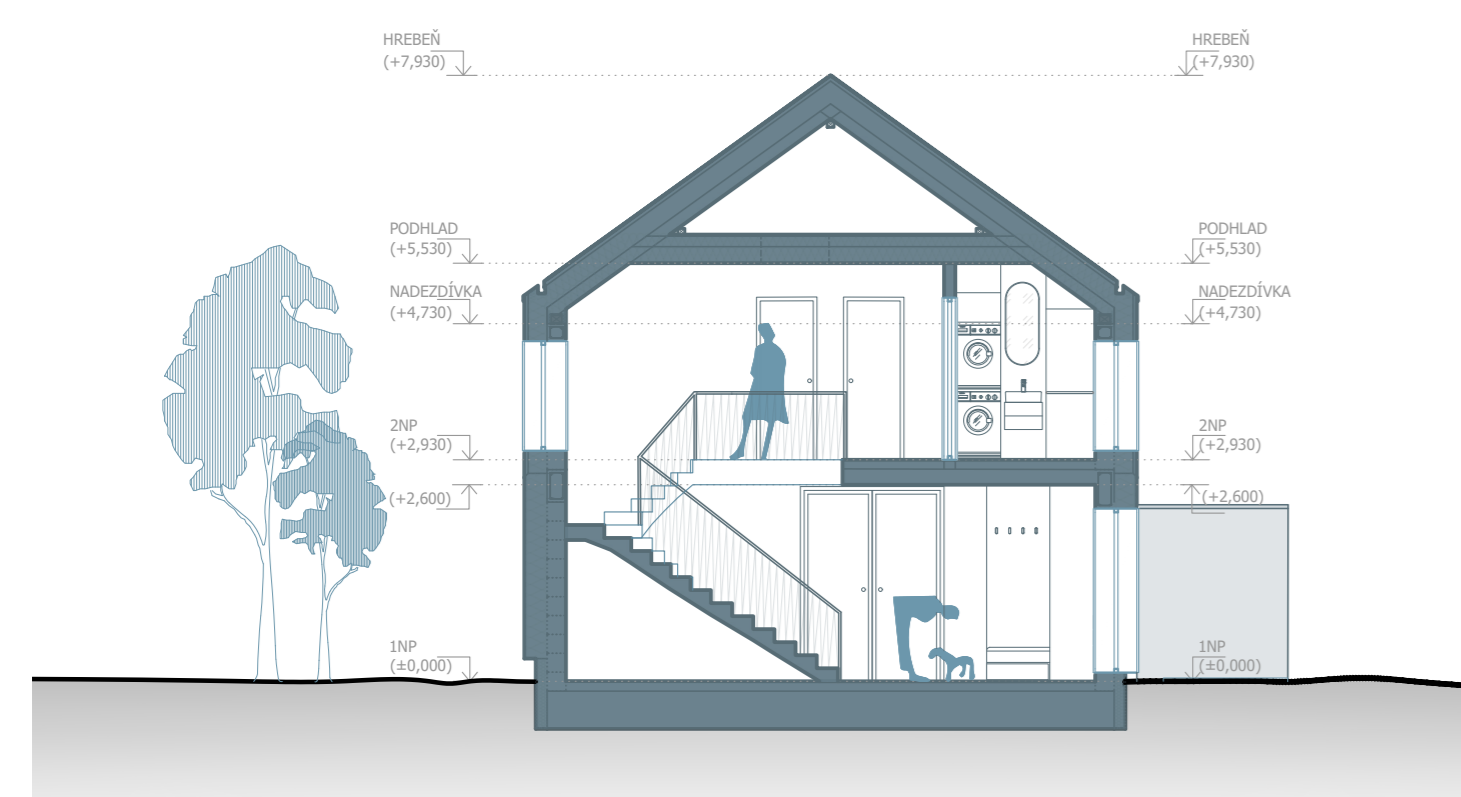 HREBEŇ
(+7,930)
HREBEŇ
(+7,930)
PODHLAD
(+5,530)
PODHLAD
(+5,530)
NADEZDÍVKA
(+4,730)
NADEZDÍVKA
(+4,730)
2NP
(+2,930)
2NP
(+2,930)
(+2,600)
(+2,600)
1NP
(±0,000)
1NP
(±0,000)